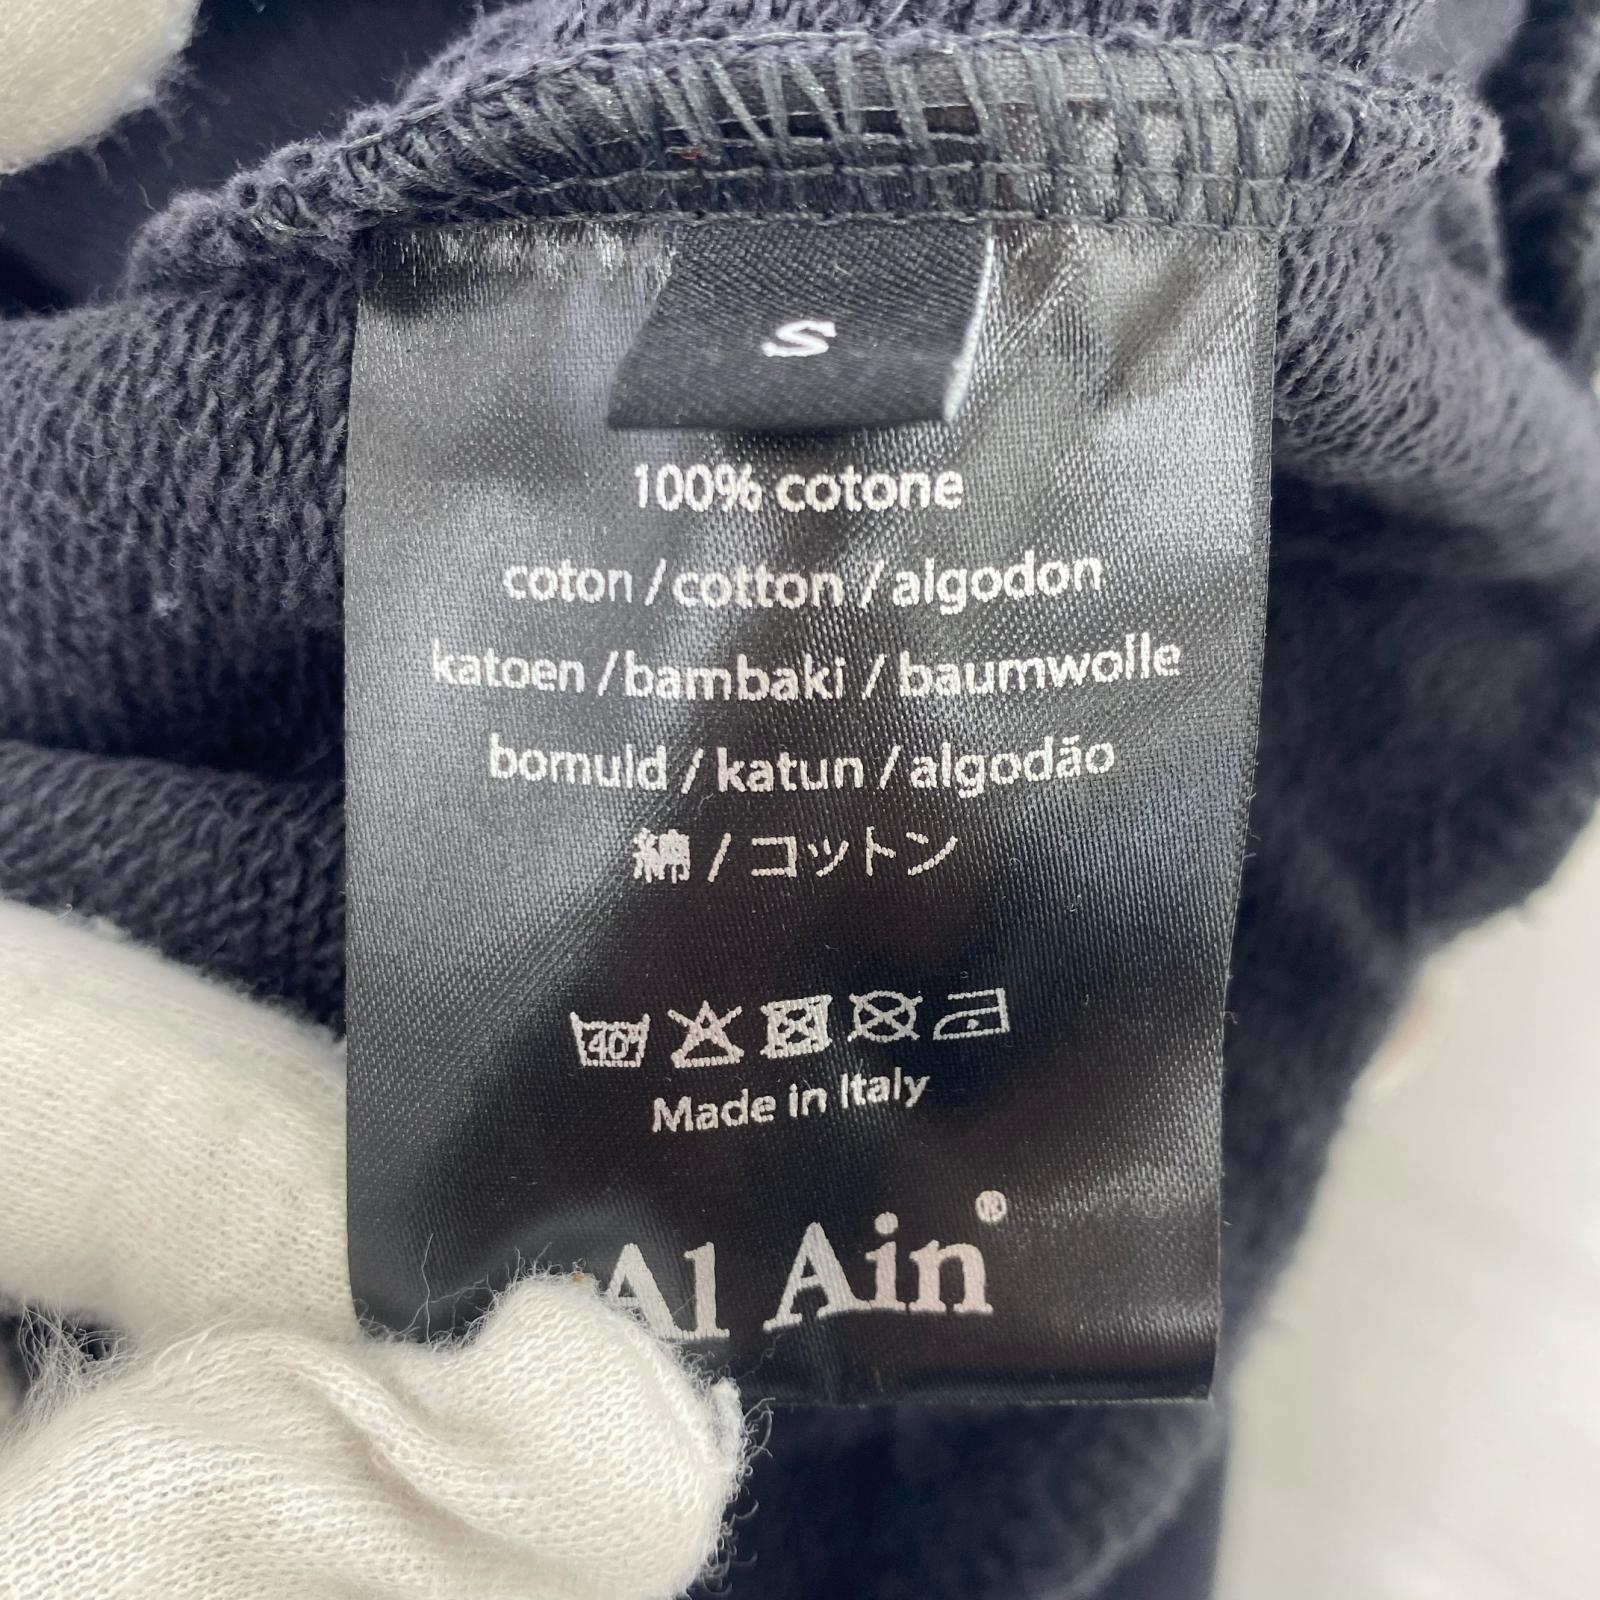 S
100% cotone
coton / cotton / algodon
katoen / bambaki / baumwolle
bomuld / katun / algodão
綿 / コットン
40°
Made in Italy
Al Ain®